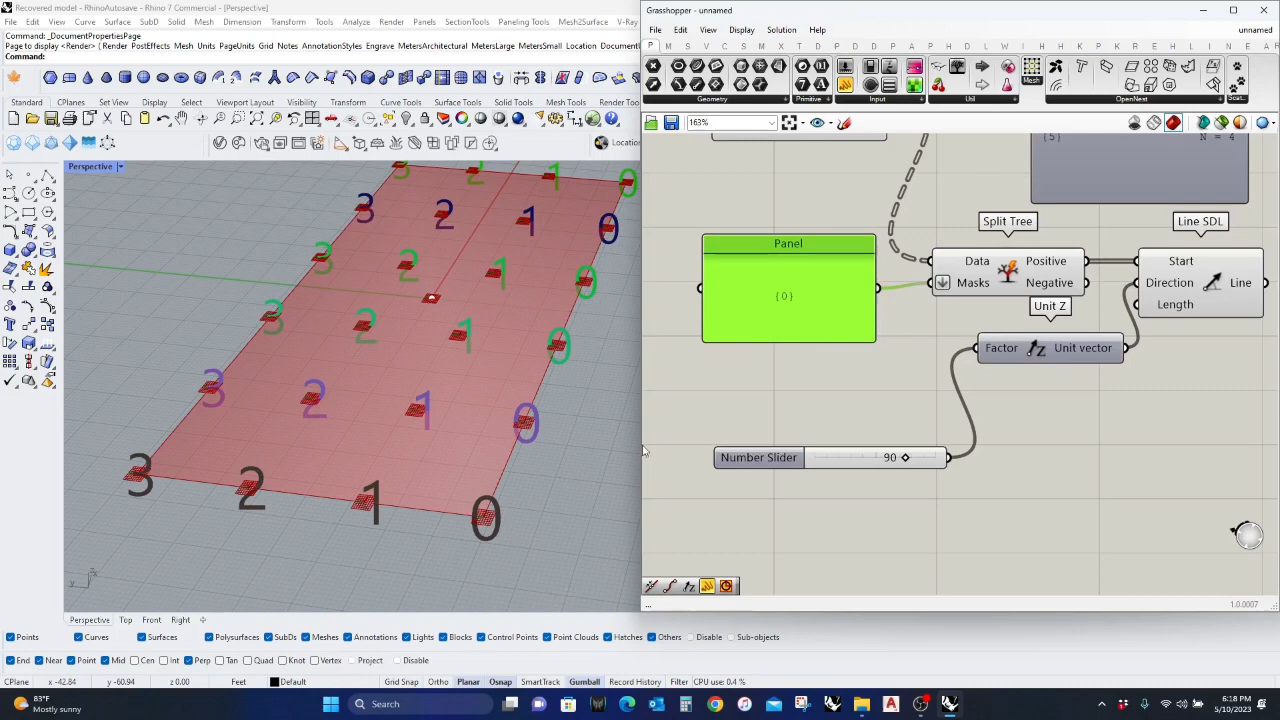 Recovered model - RhinoAutosave - Rhino 7 Commercial - [Perspective]
File Edit View Curve Surface SubD Solid Mesh Dimension Transform Tools Analyze Render Panels SectionTools Paneling Tools Mesh2Surface
Command: _DocumentPropertiesPage
Page to display <Render> ( Render PostEffects Mesh Units PageUnits Grid Notes AnnotationStyles Engrave MetersArchitectural MetersLarge MetersSmall Location
Command:
Standard CPlanes Set View Display Select Viewport Layout Visibility Transform Curve Tools Surface Tools Solid Tools Mesh Tools Render Too
Location
Perspective
3 2 1 0
3 2 1 0
3 2 1 0
3 2 1 0
3 2 1 0
3 2 1 0
Perspective Top Front Right
Points Curves Surfaces Polysurfaces SubDs Meshes Annotations Lights Blocks Control Points Point Clouds Hatches Others Disable Sub-objects
End Near Point Mid Cen Int Perp Tan Quad Knot Vertex Project Disable
CPlane x -42.84 y -60.94 z 0.00 Feet Default Grid Snap Ortho Planar Osnap SmartTrack Gumball Record History Filter CPU use: 0.4 %
Grasshopper - unnamed
File Edit View Display Solution Help unnamed
P M S V C S M X T D A P
Mesh
Geometry Primitive Input Util OpenNest Scat...
163%
{ 5 } N = 4
Split Tree Line SDL
Panel
{ 0 }
Data Positive
Masks Negative
Start
Direction Line
Length
Unit Z
Factor Unit vector
Number Slider 90
... 1.0.0007
83°F
Mostly sunny
Search
6:18 PM
5/10/2023